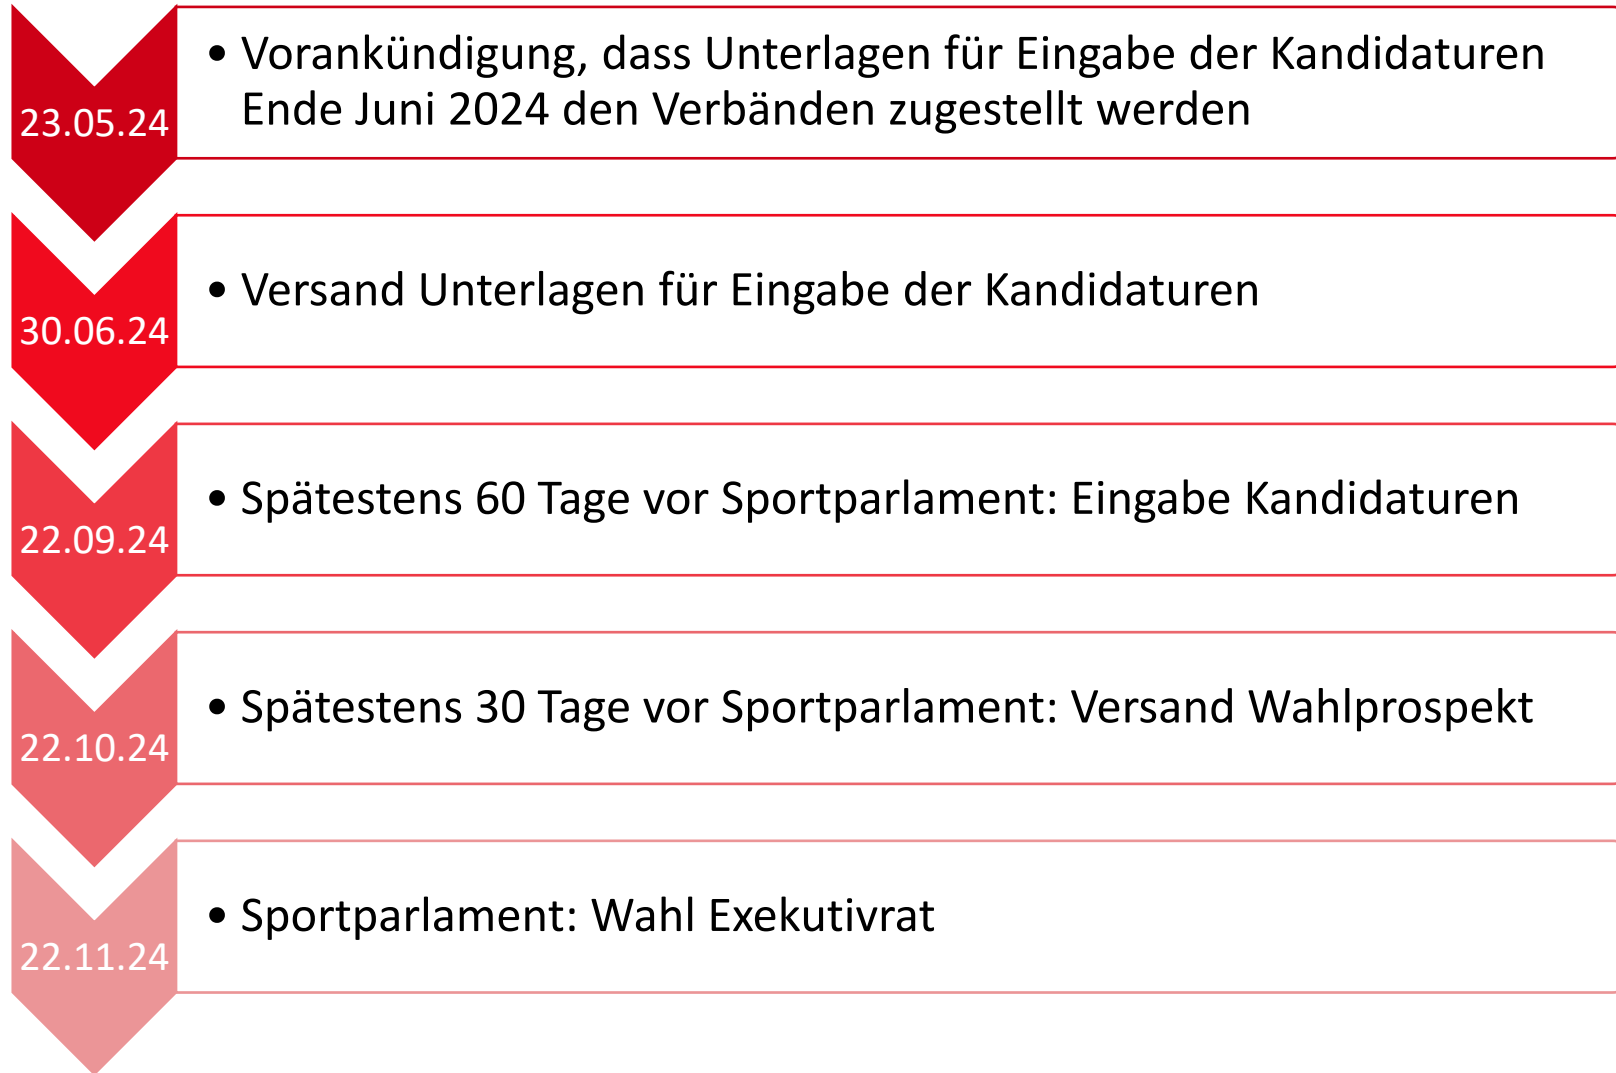 23.05.24
• Vorankündigung, dass Unterlagen für Eingabe der Kandidaturen
Ende Juni 2024 den Verbänden zugestellt werden
30.06.24
• Versand Unterlagen für Eingabe der Kandidaturen
22.09.24
• Spätestens 60 Tage vor Sportparlament: Eingabe Kandidaturen
22.10.24
• Spätestens 30 Tage vor Sportparlament: Versand Wahlprospekt
22.11.24
• Sportparlament: Wahl Exekutivrat